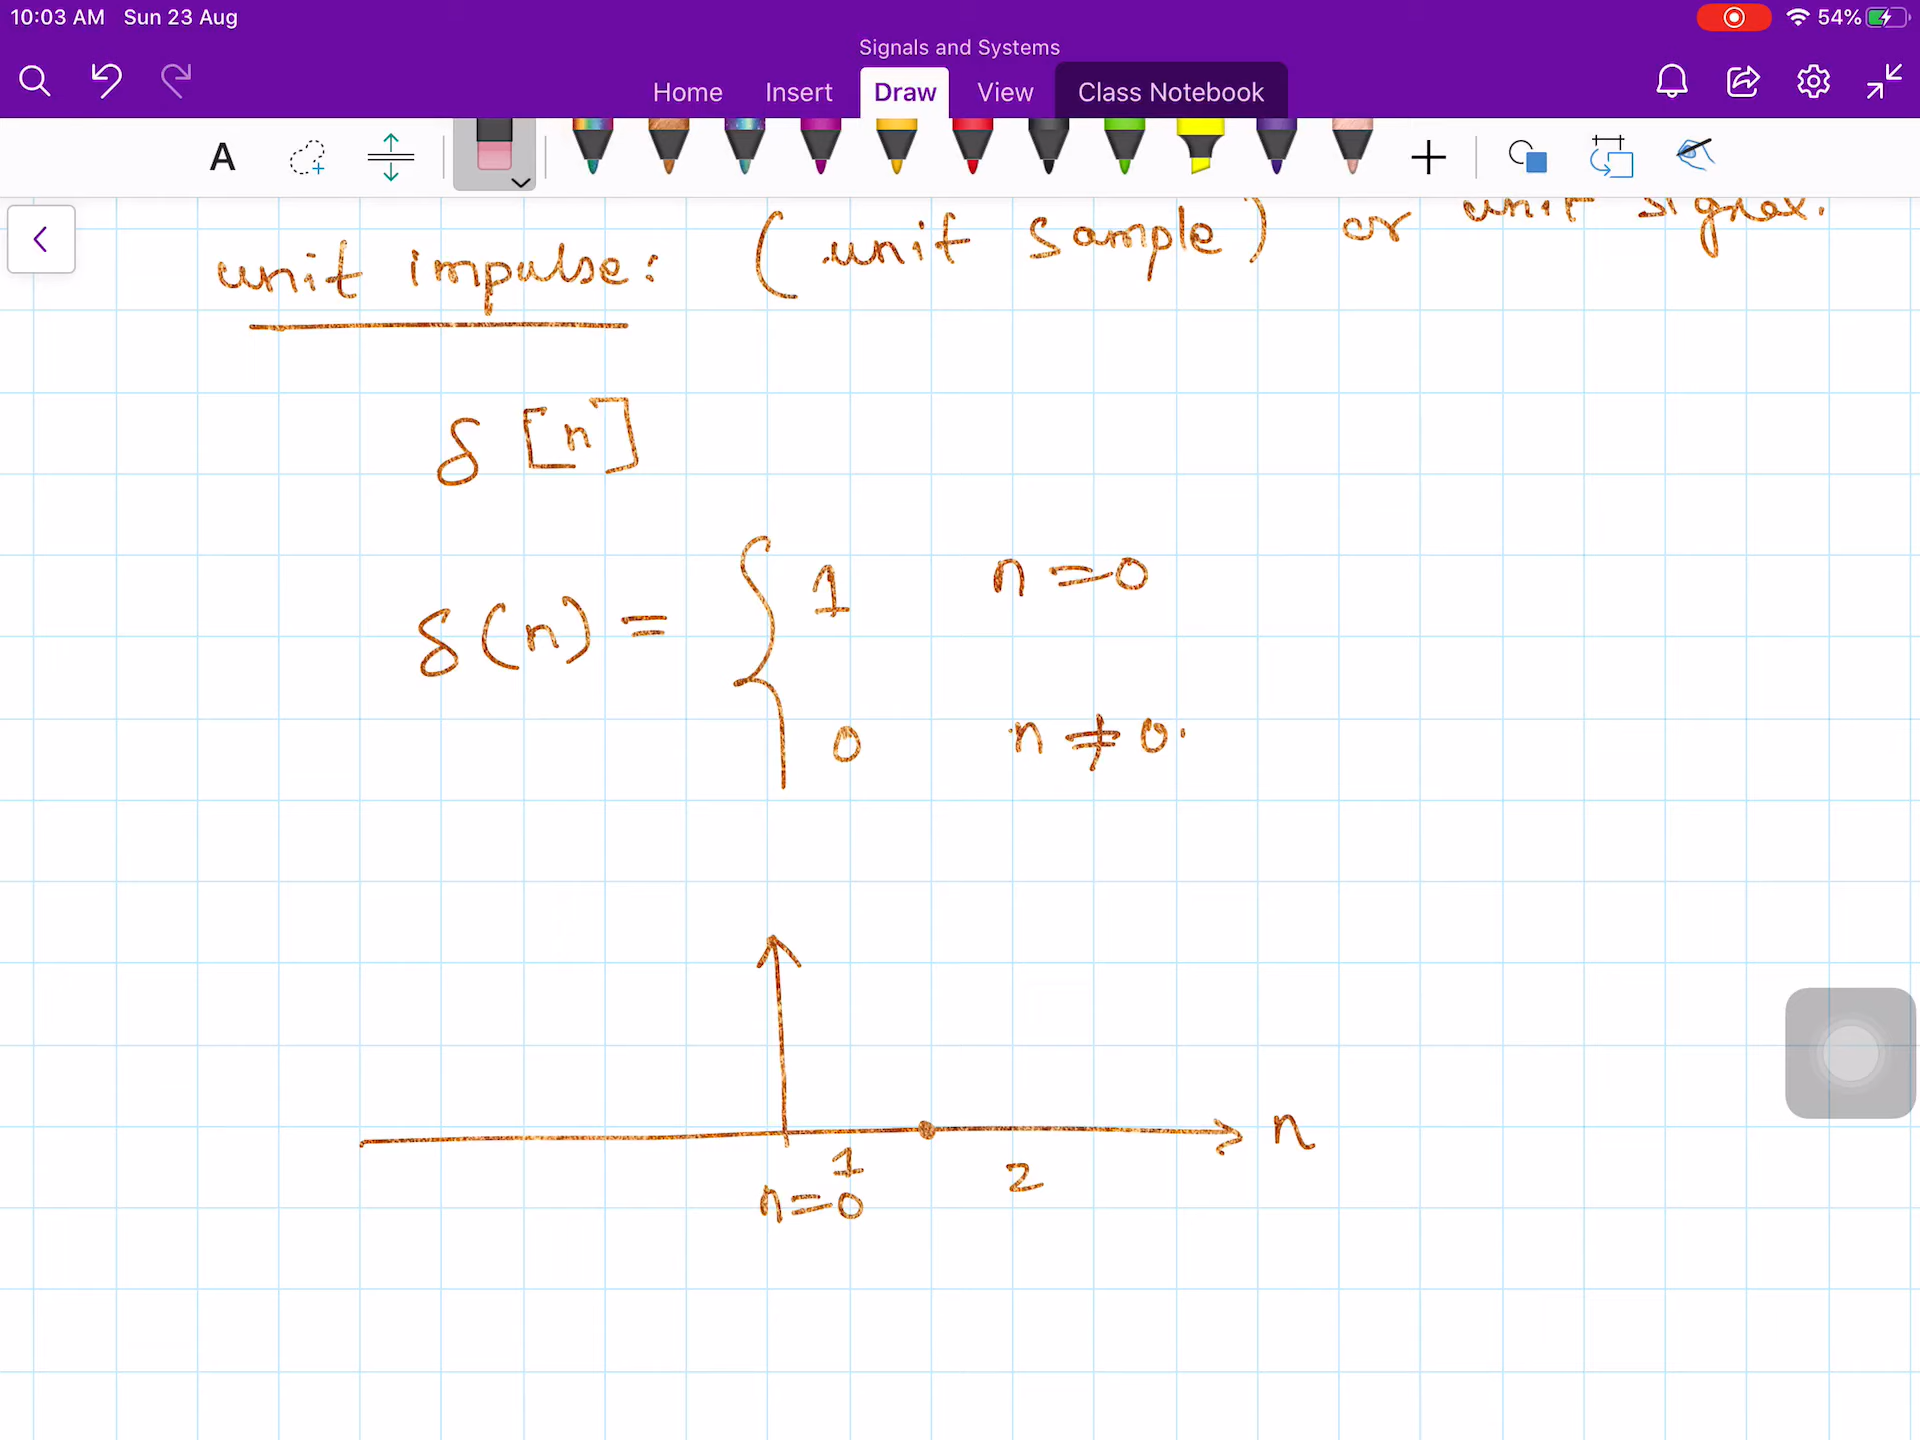 10:03 AM Sun 23 Aug 54%
Signals and Systems
Home Insert Draw View Class Notebook
A
unit impulse: (unit sample) or unit signal.
δ [n]
δ(n) = { 1 n=0
0 n≠0.
n
1 2
n=0